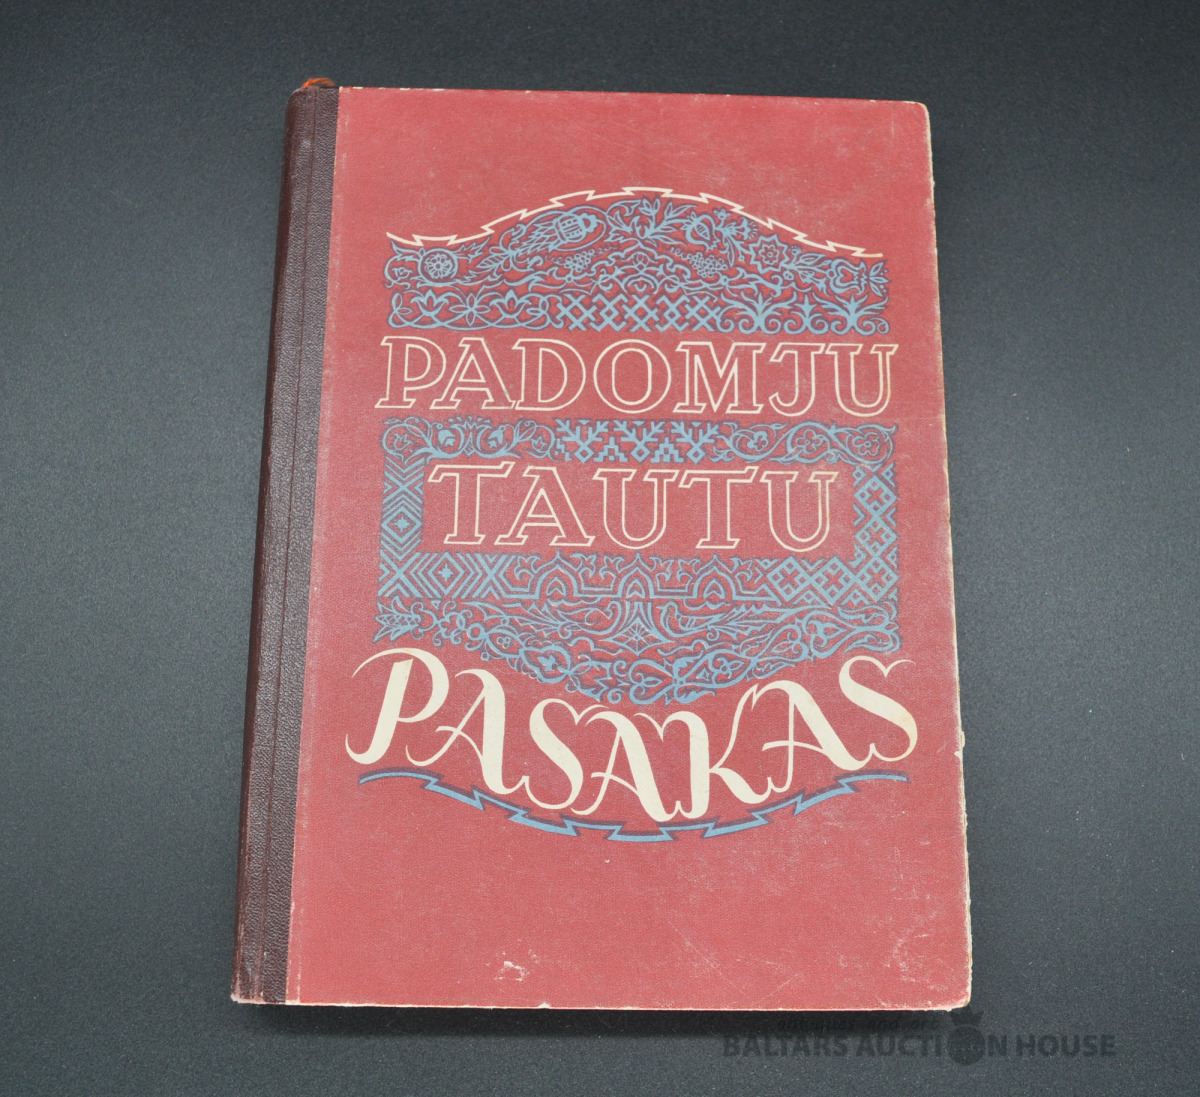 PADOMJU
TAUTU
PASAKAS
BALTARS AUCTION HOUSE